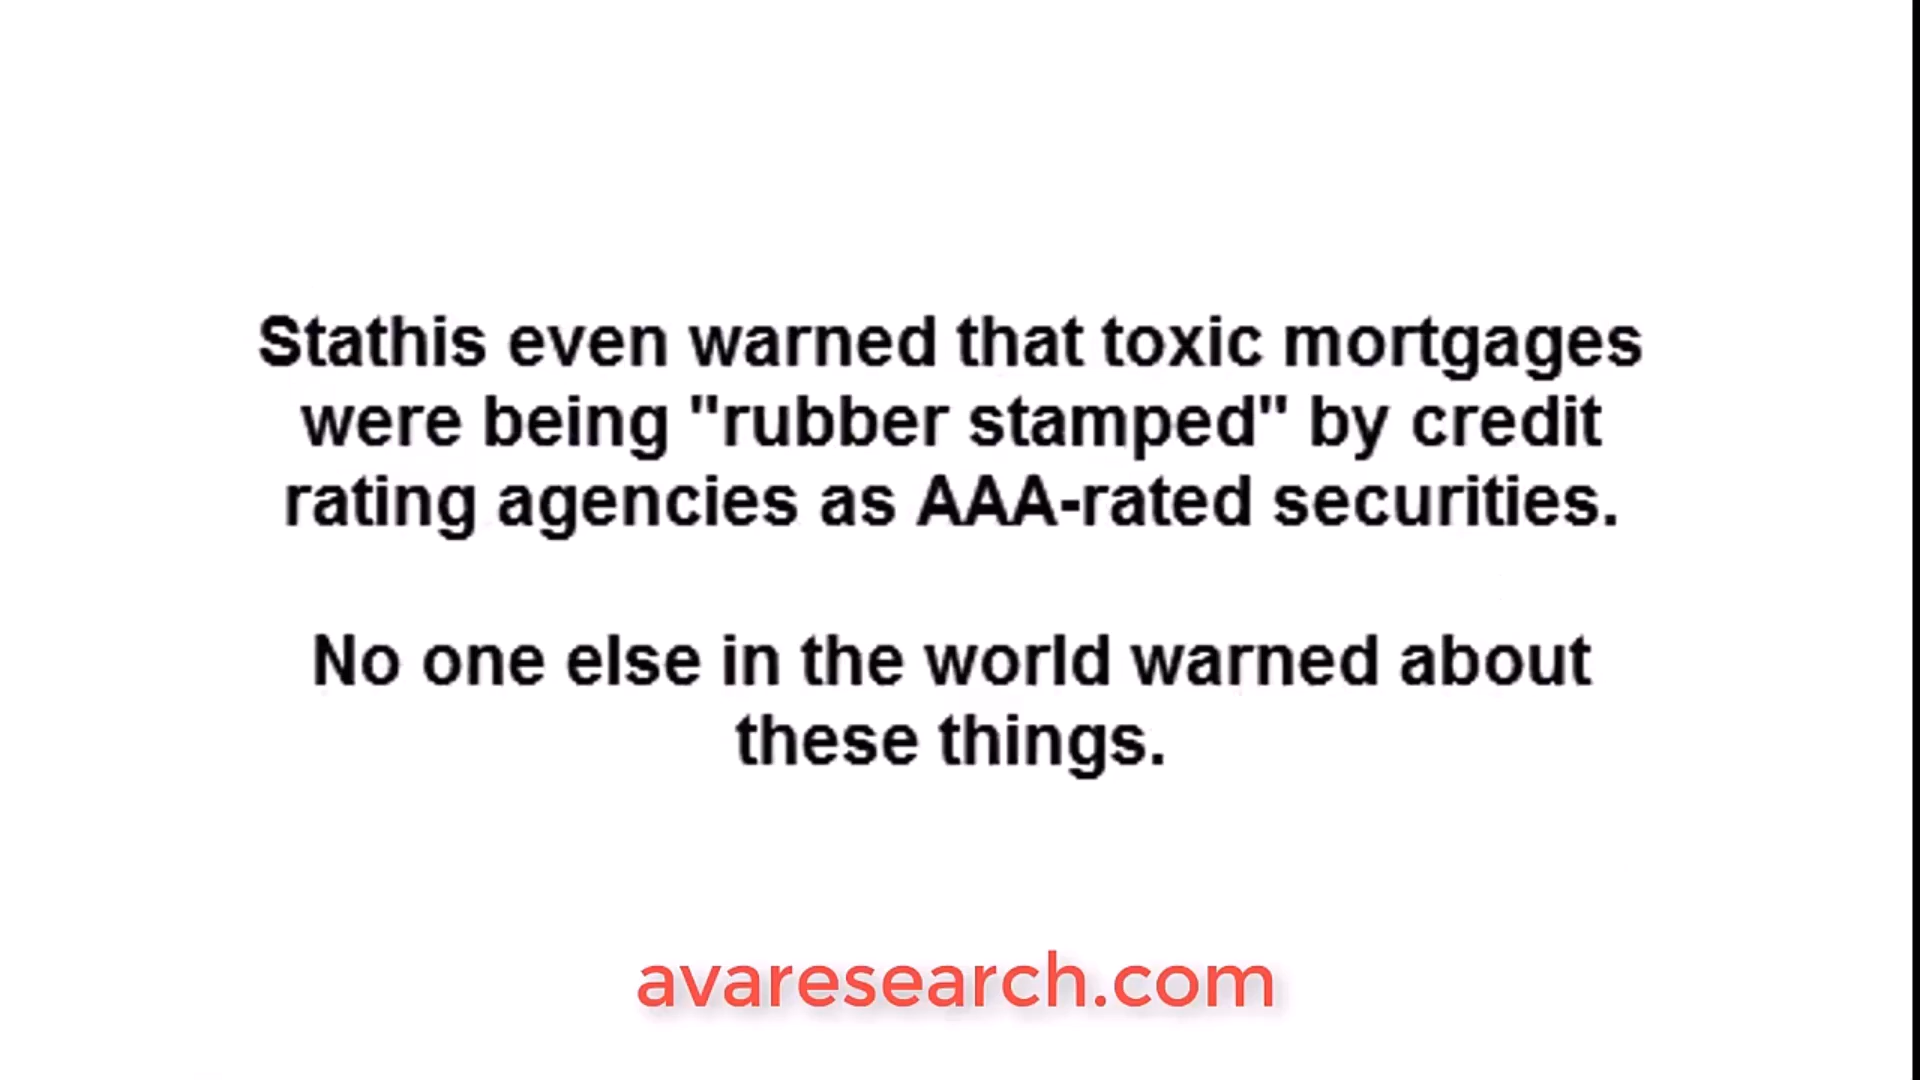 Stathis even warned that toxic mortgages
were being "rubber stamped" by credit
rating agencies as AAA-rated securities.
No one else in the world warned about
these things.
avaresearch.com